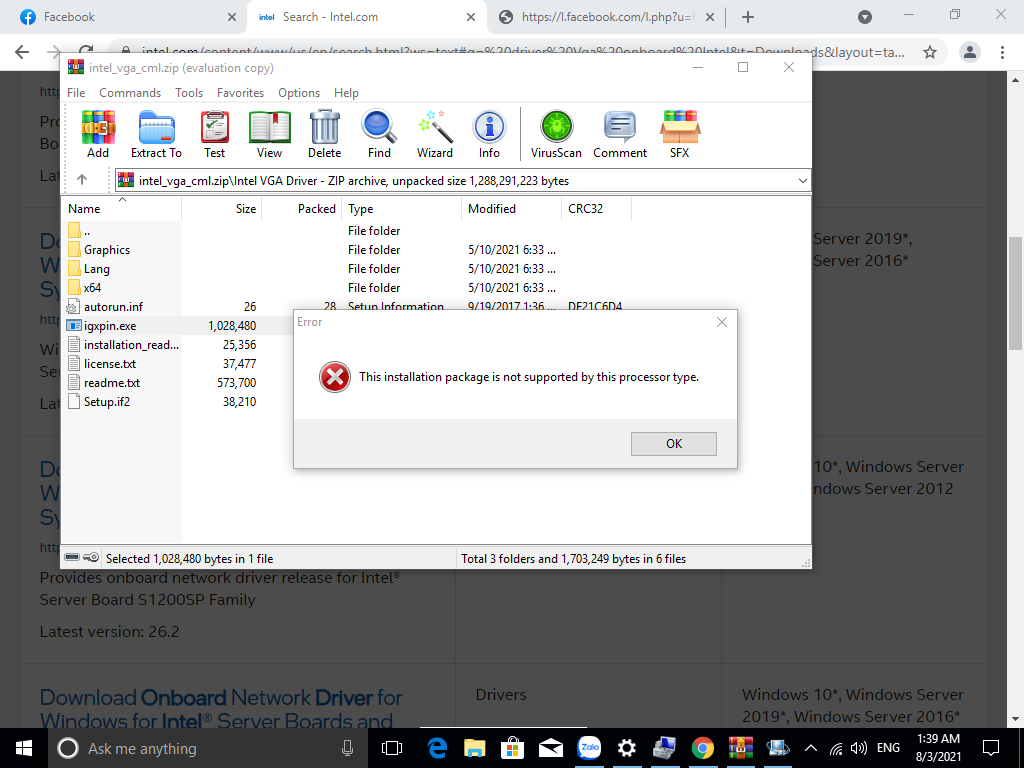 Facebook
intel Search - Intel.com
https://l.facebook.com/l.php?u=
intel.com/content/www/us/en/search.html?ws=text#q=%20driver%20Vga%20onboard%20Intel&t=Downloads&layout=ta...
intel_vga_cml.zip (evaluation copy)
File Commands Tools Favorites Options Help
Add Extract To Test View Delete Find Wizard Info VirusScan Comment SFX
intel_vga_cml.zip\Intel VGA Driver - ZIP archive, unpacked size 1,288,291,223 bytes
Name Size Packed Type Modified CRC32
.. File folder
Graphics File folder 5/10/2021 6:33 ...
Lang File folder 5/10/2021 6:33 ...
x64 File folder 5/10/2021 6:33 ...
autorun.inf 26 28 Setup Information 9/19/2017 1:36 ... DF21C6D4
igxpin.exe 1,028,480
installation_read... 25,356
license.txt 37,477
readme.txt 573,700
Setup.if2 38,210
Error
This installation package is not supported by this processor type.
OK
Selected 1,028,480 bytes in 1 file
Total 3 folders and 1,703,249 bytes in 6 files
Server 2019*,
Server 2016*
10*, Windows Server
ndows Server 2012
Provides onboard network driver release for Intel®
Server Board S1200SP Family
Latest version: 26.2
Download Onboard Network Driver for
Windows for Intel® Server Boards and
Drivers
Windows 10*, Windows Server
2019*, Windows Server 2016*
Ask me anything
Zalo
ENG
1:39 AM
8/3/2021